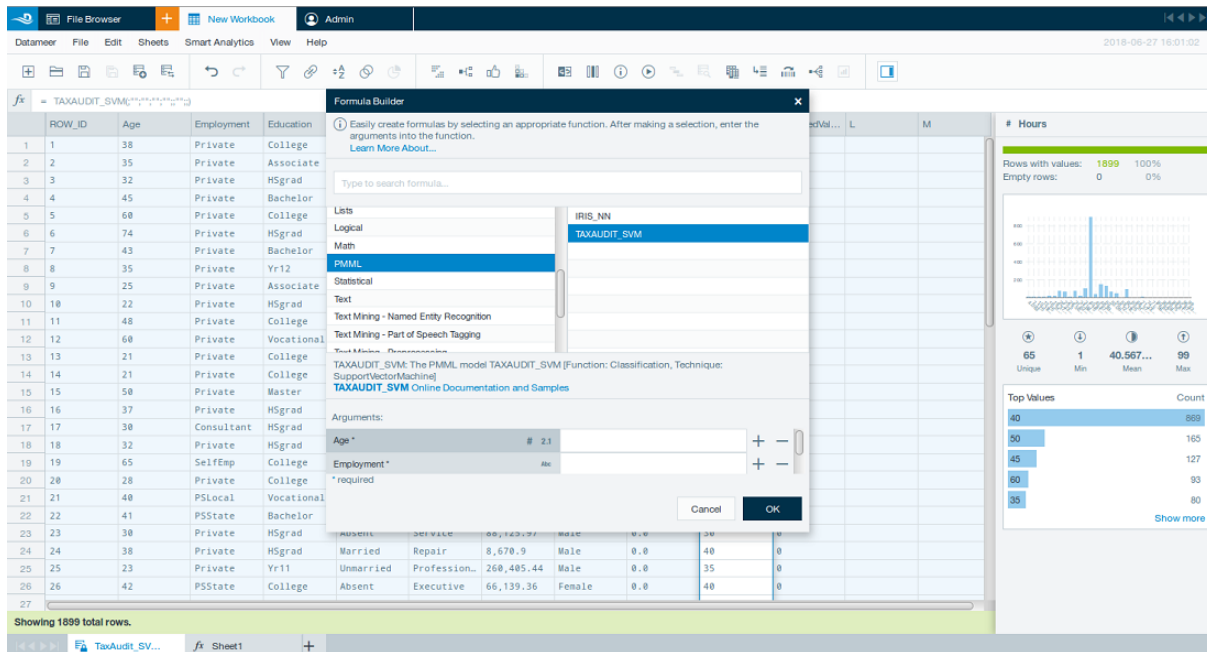 File Browser
New Workbook
Admin
Datameer File Edit Sheets Smart Analytics View Help
2018-06-27 16:01:02
fx = TAXAUDIT_SVM(;"";"";"";"";;"";;)
Formula Builder
Easily create formulas by selecting an appropriate function. After making a selection, enter the
arguments into the function.
Learn More About...
Type to search formula...
Lists
Logical
Math
PMML
Statistical
Text
Text Mining - Named Entity Recognition
Text Mining - Part of Speech Tagging
Text Mining - Preprocessing
IRIS_NN
TAXAUDIT_SVM
TAXAUDIT_SVM: The PMML model TAXAUDIT_SVM [Function: Classification, Technique:
SupportVectorMachine]
TAXAUDIT_SVM Online Documentation and Samples
Arguments:
Age * # 2.1
Employment * Abc
* required
Cancel OK
ROW_ID Age Employment Education L M
1 1 38 Private College
2 2 35 Private Associate
3 3 32 Private HSgrad
4 4 45 Private Bachelor
5 5 60 Private College
6 6 74 Private HSgrad
7 7 43 Private Bachelor
8 8 35 Private Yr12
9 9 25 Private Associate
10 10 22 Private HSgrad
11 11 48 Private College
12 12 60 Private Vocational
13 13 21 Private College
14 14 21 Private College
15 15 50 Private Master
16 16 37 Private HSgrad
17 17 30 Consultant HSgrad
18 18 32 Private HSgrad
19 19 65 SelfEmp College
20 20 28 Private College
21 21 40 PSLocal Vocational
22 22 41 PSState Bachelor
23 23 30 Private HSgrad Absent Service 88,125.97 Male 0.0 30 0
24 24 38 Private HSgrad Married Repair 8,670.9 Male 0.0 40 0
25 25 23 Private Yr11 Unmarried Profession... 260,405.44 Male 0.0 35 0
26 26 42 PSState College Absent Executive 66,139.36 Female 0.0 40 0
27
Showing 1899 total rows.
TaxAudit_SV... fx Sheet1 +
# Hours
Rows with values: 1899 100%
Empty rows: 0 0%
65 1 40.567... 99
Unique Min Mean Max
Top Values Count
40 869
50 165
45 127
60 93
35 80
Show more